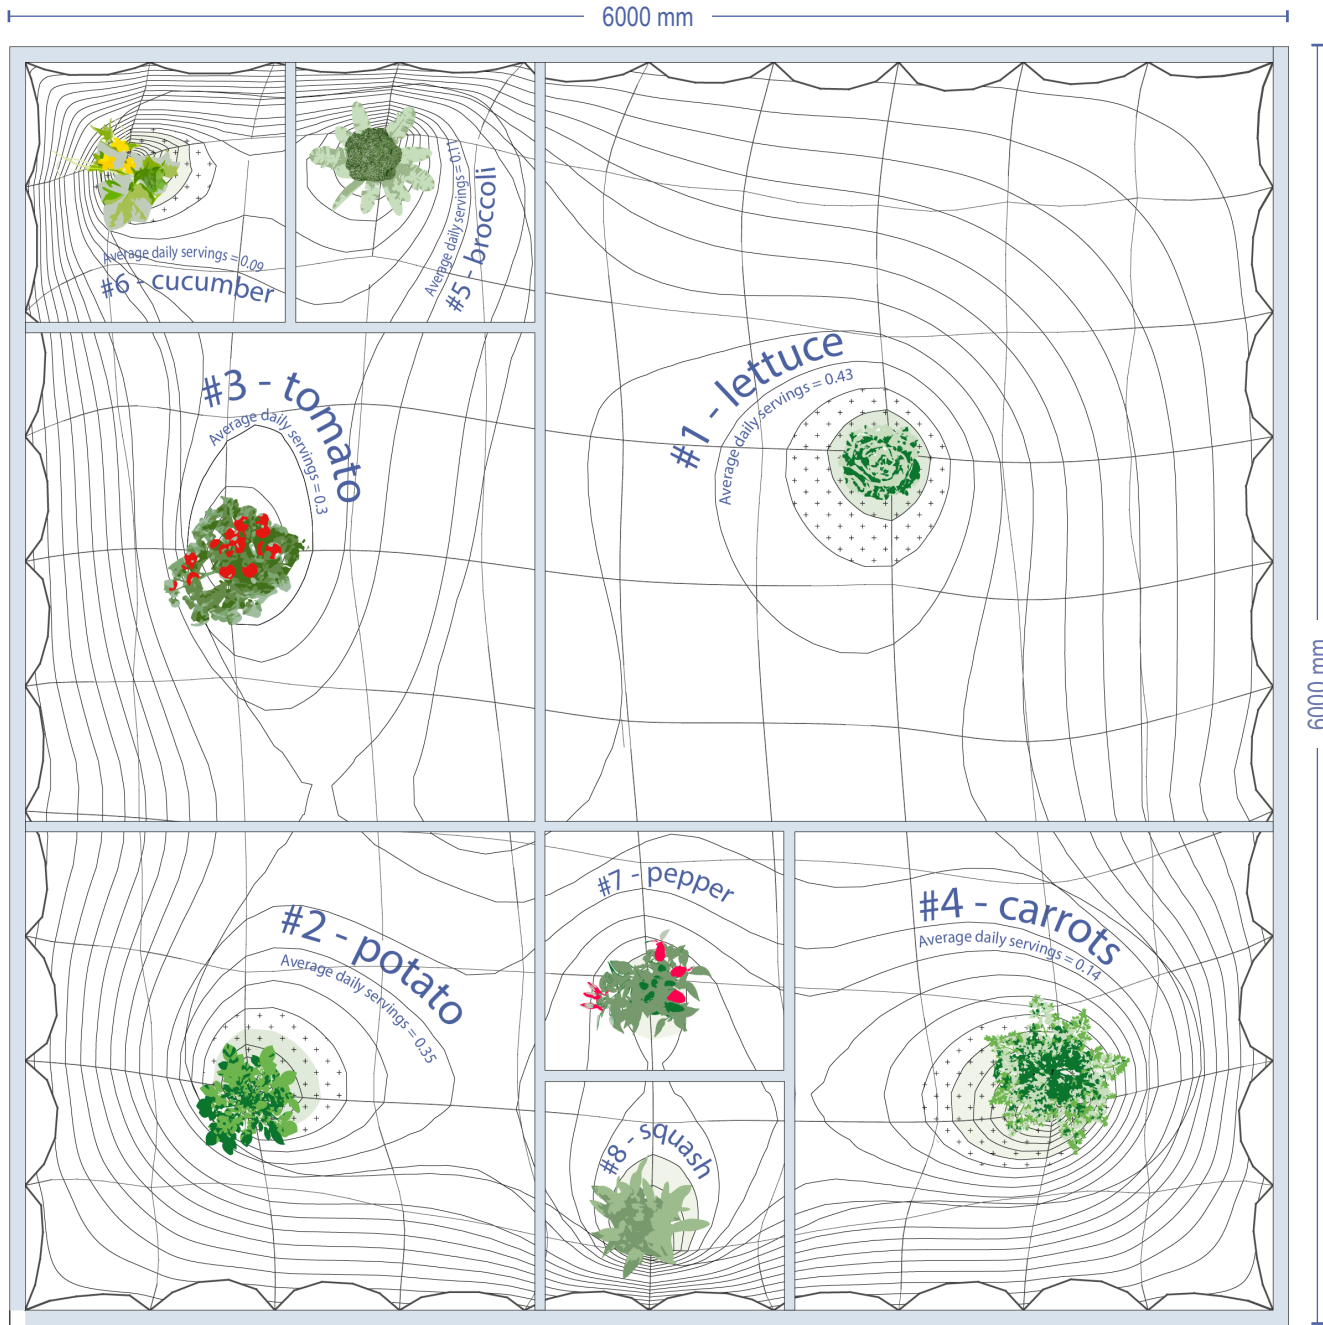 6000 mm
Average daily servings = 0.09
#6 - cucumber
Average daily servings = 0.11
#5 - broccoli
#1 - lettuce
Average daily servings = 0.43
#3 - tomato
Average daily servings = 0.3
6000 mm
#2 - potato
Average daily servings = 0.35
#7 - pepper
#4 - carrots
Average daily servings = 0.14
#8 - squash